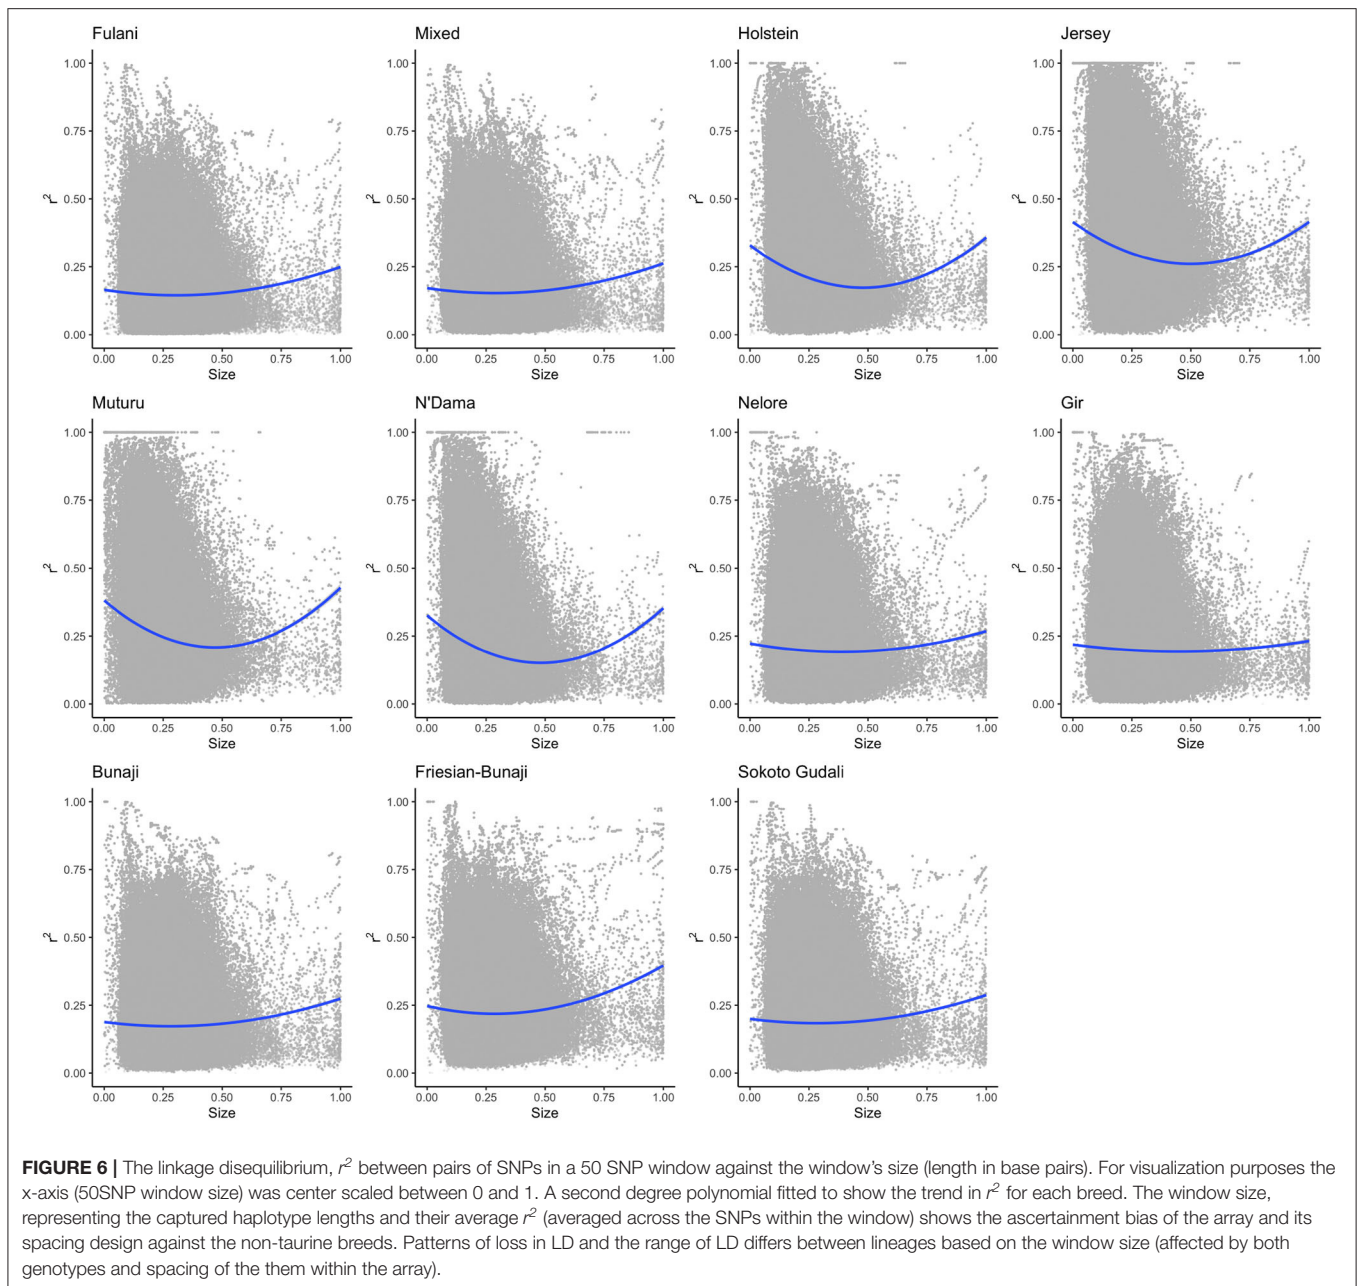 Fulani
Mixed
Holstein
Jersey
1.00
0.75
0.50
0.25
0.00
r²
0.00 0.25 0.50 0.75 1.00
Size
1.00
0.75
0.50
0.25
0.00
r²
0.00 0.25 0.50 0.75 1.00
Size
1.00
0.75
0.50
0.25
0.00
r²
0.00 0.25 0.50 0.75 1.00
Size
1.00
0.75
0.50
0.25
0.00
r²
0.00 0.25 0.50 0.75 1.00
Size
Muturu
N'Dama
Nelore
Gir
1.00
0.75
0.50
0.25
0.00
r²
0.00 0.25 0.50 0.75 1.00
Size
1.00
0.75
0.50
0.25
0.00
r²
0.00 0.25 0.50 0.75 1.00
Size
1.00
0.75
0.50
0.25
0.00
r²
0.00 0.25 0.50 0.75 1.00
Size
1.00
0.75
0.50
0.25
0.00
r²
0.00 0.25 0.50 0.75 1.00
Size
Bunaji
Friesian-Bunaji
Sokoto Gudali
1.00
0.75
0.50
0.25
0.00
r²
0.00 0.25 0.50 0.75 1.00
Size
1.00
0.75
0.50
0.25
0.00
r²
0.00 0.25 0.50 0.75 1.00
Size
1.00
0.75
0.50
0.25
0.00
r²
0.00 0.25 0.50 0.75 1.00
Size
FIGURE 6 | The linkage disequilibrium, r² between pairs of SNPs in a 50 SNP window against the window's size (length in base pairs). For visualization purposes the
x-axis (50SNP window size) was center scaled between 0 and 1. A second degree polynomial fitted to show the trend in r² for each breed. The window size,
representing the captured haplotype lengths and their average r² (averaged across the SNPs within the window) shows the ascertainment bias of the array and its
spacing design against the non-taurine breeds. Patterns of loss in LD and the range of LD differs between lineages based on the window size (affected by both
genotypes and spacing of the them within the array).